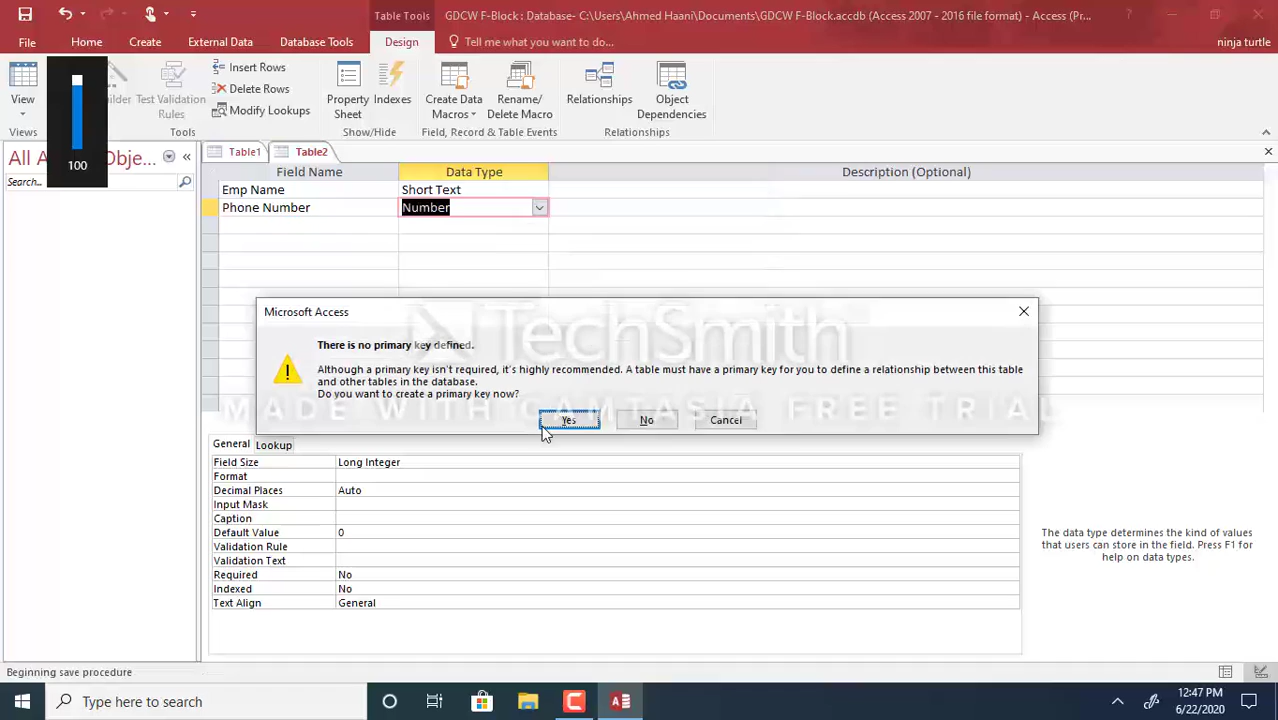 Table Tools
GDCW F-Block : Database- C:\Users\Ahmed Haani\Documents\GDCW F-Block.accdb (Access 2007 - 2016 file format) - Access (Pr...
File Home Create External Data Database Tools Design Tell me what you want to do... ninja turtle
View
Views
100
Test Validation Rules
Insert Rows
Delete Rows
Modify Lookups
Tools
Property Sheet
Indexes
Show/Hide
Create Data Macros
Rename/ Delete Macro
Field, Record & Table Events
Relationships
Object Dependencies
Relationships
Search...
Table1 Table2
Field Name Data Type Description (Optional)
Emp Name Short Text
Phone Number Number
Microsoft Access
There is no primary key defined.
Although a primary key isn't required, it's highly recommended. A table must have a primary key for you to define a relationship between this table
and other tables in the database.
Do you want to create a primary key now?
Yes No Cancel
TechSmith
MADE WITH CAMTASIA FREE TRIAL
General Lookup
Field Size Long Integer
Format
Decimal Places Auto
Input Mask
Caption
Default Value 0
Validation Rule
Validation Text
Required No
Indexed No
Text Align General
The data type determines the kind of values
that users can store in the field. Press F1 for
help on data types.
Beginning save procedure
Type here to search
12:47 PM
6/22/2020